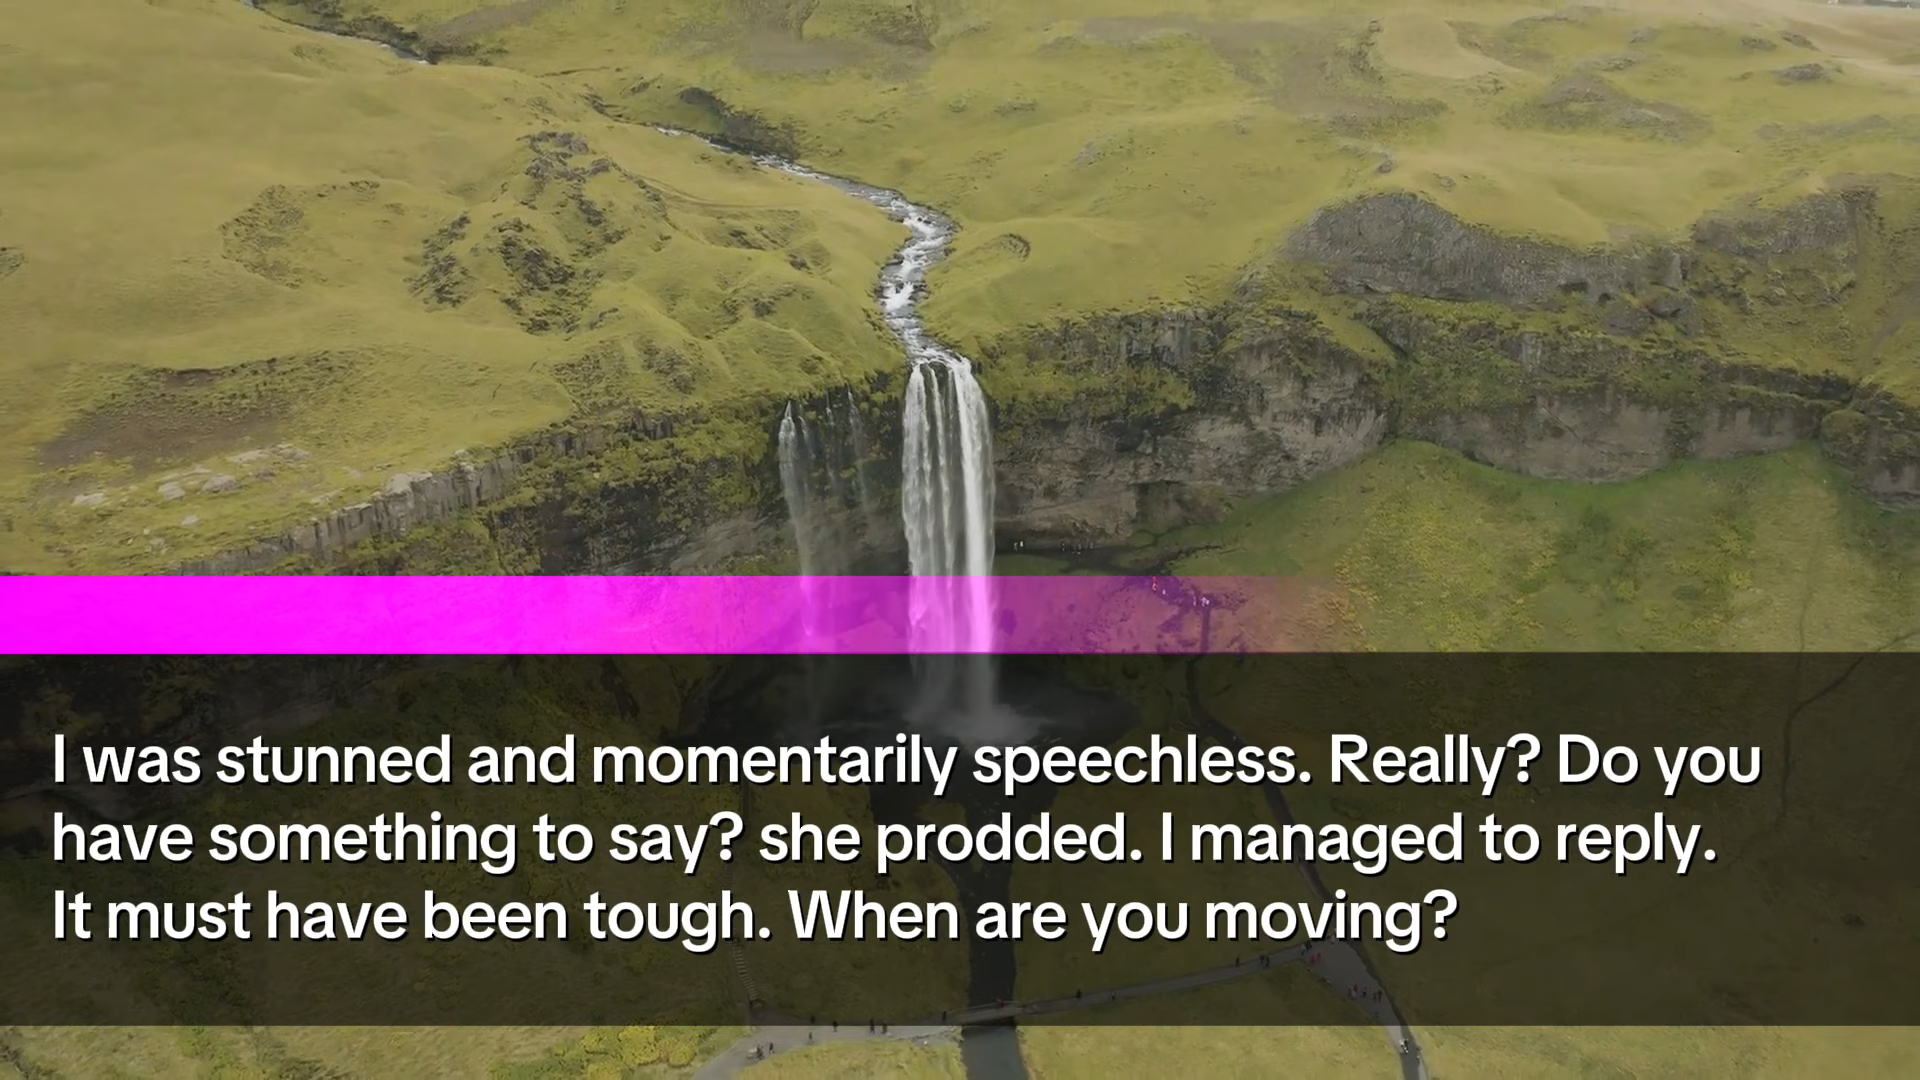 I was stunned and momentarily speechless. Really? Do you
have something to say? she prodded. I managed to reply.
It must have been tough. When are you moving?